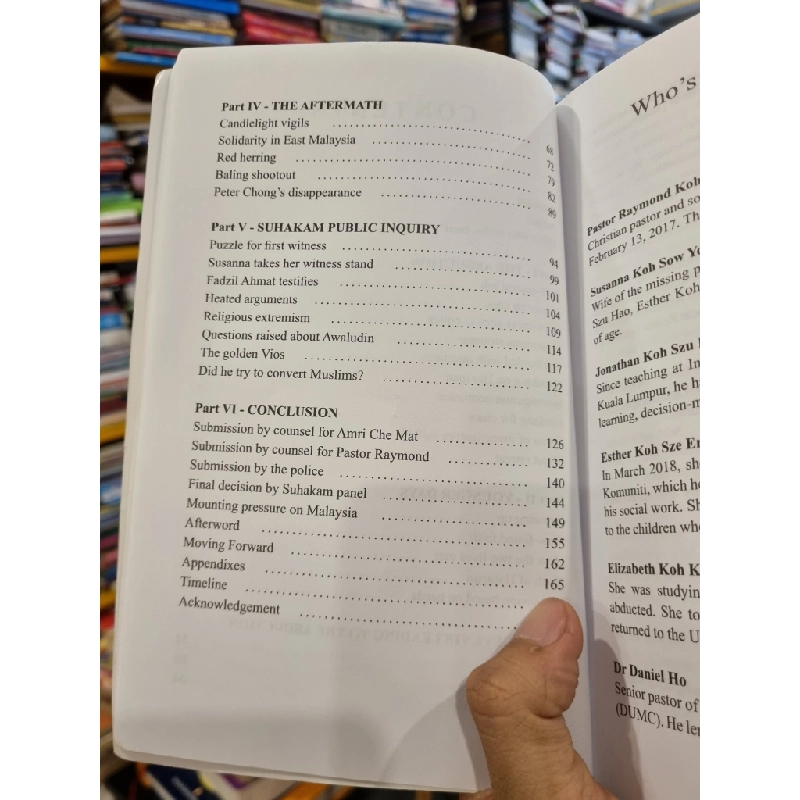 Part IV - THE AFTERMATH
Candlelight vigils .......... 68
Solidarity in East Malaysia .......... 72
Red herring .......... 79
Baling shootout .......... 82
Peter Chong's disappearance .......... 89
Part V - SUHAKAM PUBLIC INQUIRY
Puzzle for first witness .......... 94
Susanna takes her witness stand .......... 99
Fadzil Ahmat testifies .......... 101
Heated arguments .......... 104
Religious extremism .......... 109
Questions raised about Awaludin .......... 114
The golden Vios .......... 117
Did he try to convert Muslims? .......... 122
Part VI - CONCLUSION
Submission by counsel for Amri Che Mat .......... 126
Submission by counsel for Pastor Raymond .......... 132
Submission by the police .......... 140
Final decision by Suhakam panel .......... 144
Mounting pressure on Malaysia .......... 149
Afterword .......... 155
Moving Forward .......... 162
Appendixes .......... 165
Timeline ..........
Acknowledgement ..........
Who's
Pastor Raymond Koh
Christian pastor and so
February 13, 2017. Th
Susanna Koh Sow Yo
Wife of the missing p
Szu Hao, Esther Koh
of age.
Jonathan Koh Szu
Since teaching at In
Kuala Lumpur, he ha
learning, decision-m
Esther Koh Sze En
In March 2018, sh
Komuniti, which he
his social work. Sh
to the children who
Elizabeth Koh K
She was studyin
abducted. She to
returned to the U
Dr Daniel Ho
Senior pastor of
(DUMC). He le